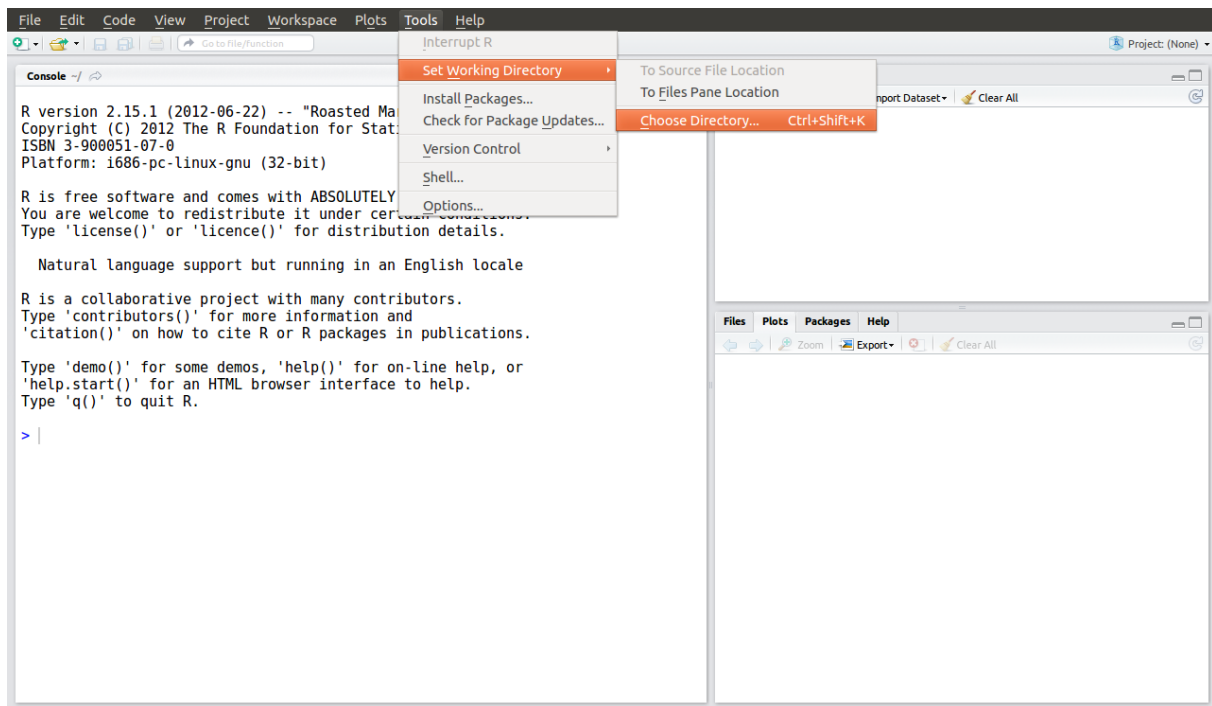 File Edit Code View Project Workspace Plots Tools Help
Go to file/function
Project: (None)
Interrupt R
Set Working Directory
Install Packages...
Check for Package Updates...
Version Control
Shell...
Options...
To Source File Location
To Files Pane Location
Choose Directory... Ctrl+Shift+K
Console ~/
R version 2.15.1 (2012-06-22) -- "Roasted
Copyright (C) 2012 The R Foundation for
ISBN 3-900051-07-0
Platform: i686-pc-linux-gnu (32-bit)
R is free software and comes with ABSOLUTELY
You are welcome to redistribute it under conditions.
Type 'license()' or 'licence()' for distribution details.
Natural language support but running in an English locale
R is a collaborative project with many contributors.
Type 'contributors()' for more information and
'citation()' on how to cite R or R packages in publications.
Type 'demo()' for some demos, 'help()' for on-line help, or
'help.start()' for an HTML browser interface to help.
Type 'q()' to quit R.
>
Dataset Clear All
Files Plots Packages Help
Zoom Export Clear All